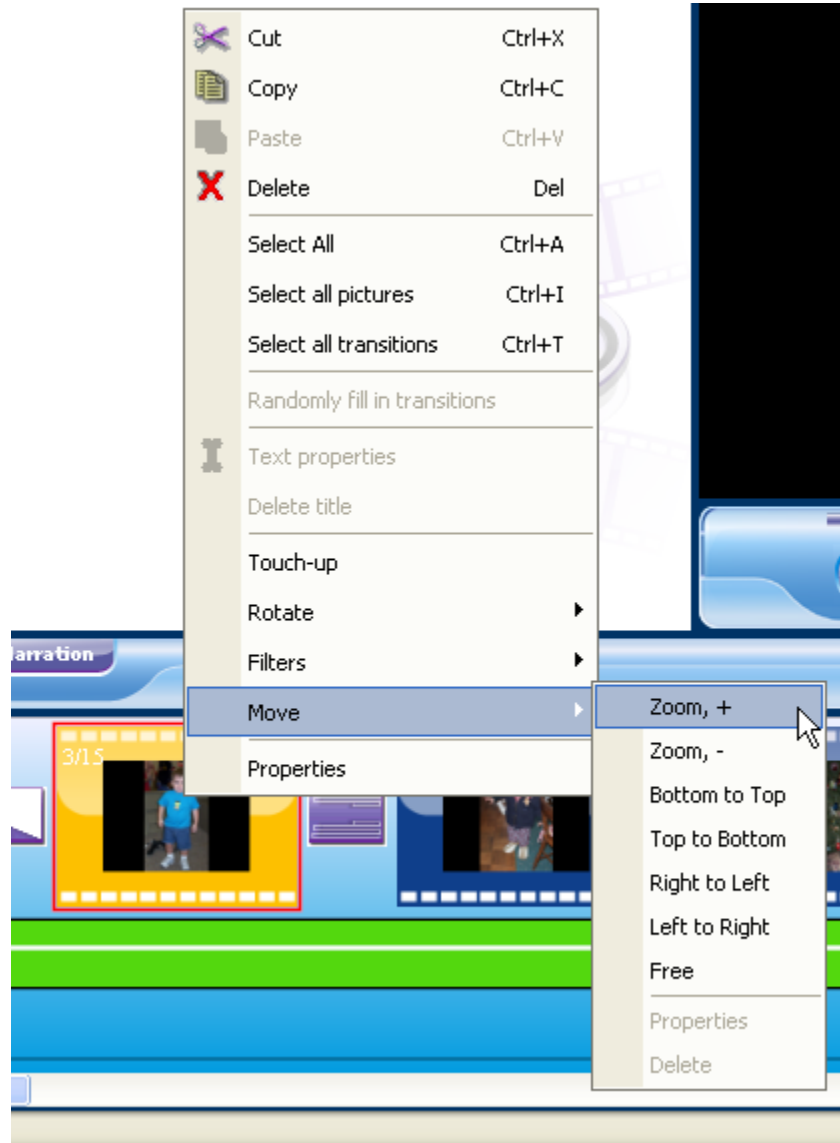 Cut Ctrl+X
Copy Ctrl+C
Paste Ctrl+V
Delete Del
Select All Ctrl+A
Select all pictures Ctrl+I
Select all transitions Ctrl+T
Randomly fill in transitions
Text properties
Delete title
Touch-up
Rotate
Filters
Move
Properties
arration
3/15
Zoom, +
Zoom, -
Bottom to Top
Top to Bottom
Right to Left
Left to Right
Free
Properties
Delete